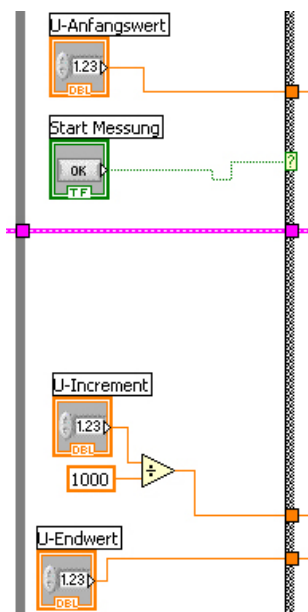 U-Anfangswert
1.23
DBL
Start Messung
OK
TF
?
U-Increment
1.23
DBL
1000
÷
U-Endwert
1.23
DBL